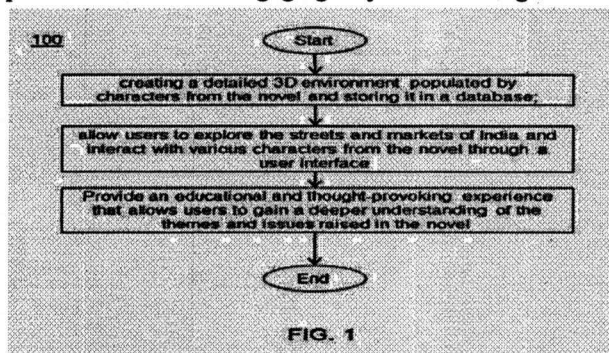 100
Start
creating a detailed 3D environment populated by
characters from the novel and storing it in a database;
allow users to explore the streets and markets of India and
interact with various characters from the novel through a
user interface
Provide an educational and thought-provoking experience
that allows users to gain a deeper understanding of the
themes and issues raised in the novel
End
FIG. 1